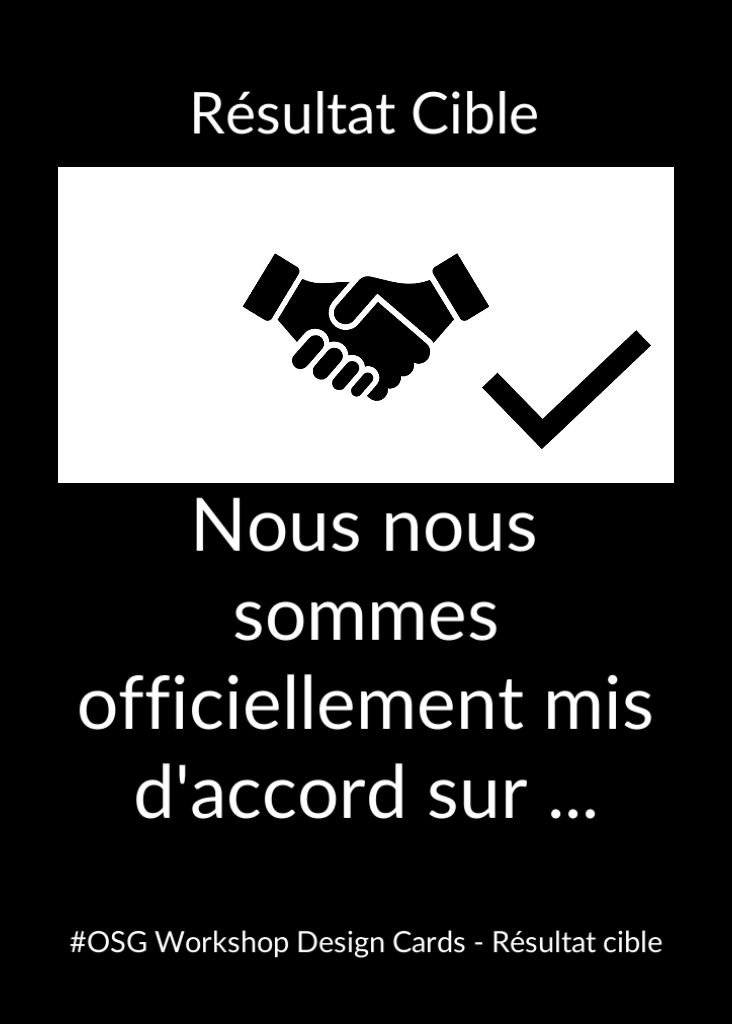 Résultat Cible
Nous nous
sommes
officiellement mis
d'accord sur ...
#OSG Workshop Design Cards - Résultat cible